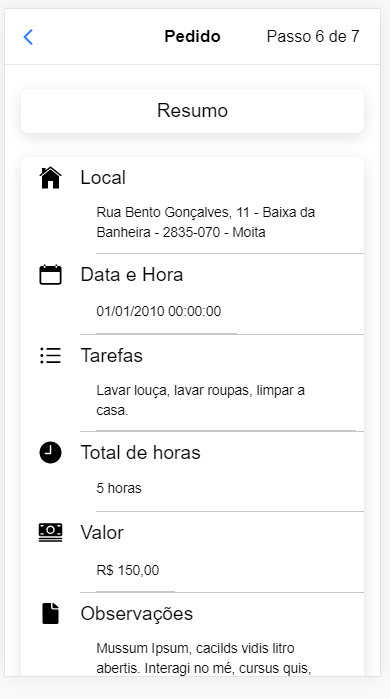 Pedido Passo 6 de 7
Resumo
Local
Rua Bento Gonçalves, 11 - Baixa da
Banheira - 2835-070 - Moita
Data e Hora
01/01/2010 00:00:00
Tarefas
Lavar louça, lavar roupas, limpar a
casa.
Total de horas
5 horas
Valor
R$ 150,00
Observações
Mussum Ipsum, cacilds vidis litro
abertis. Interagi no mé, cursus quis,